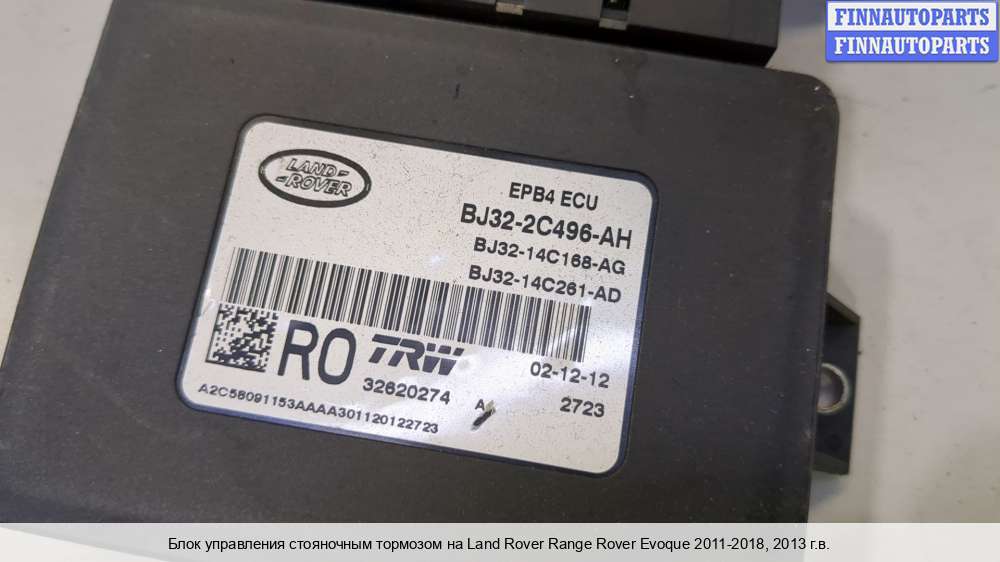 FINNAUTOPARTS
FINNAUTOPARTS
LAND-
-ROVER
EPB4 ECU
BJ32-2C496-AH
BJ32-14C168-AG
BJ32-14C261-AD
RO TRW
32620274
02-12-12
A 2723
A2C58091153AAAA301120122723
Блок управления стояночным тормозом на Land Rover Range Rover Evoque 2011-2018, 2013 г.в.